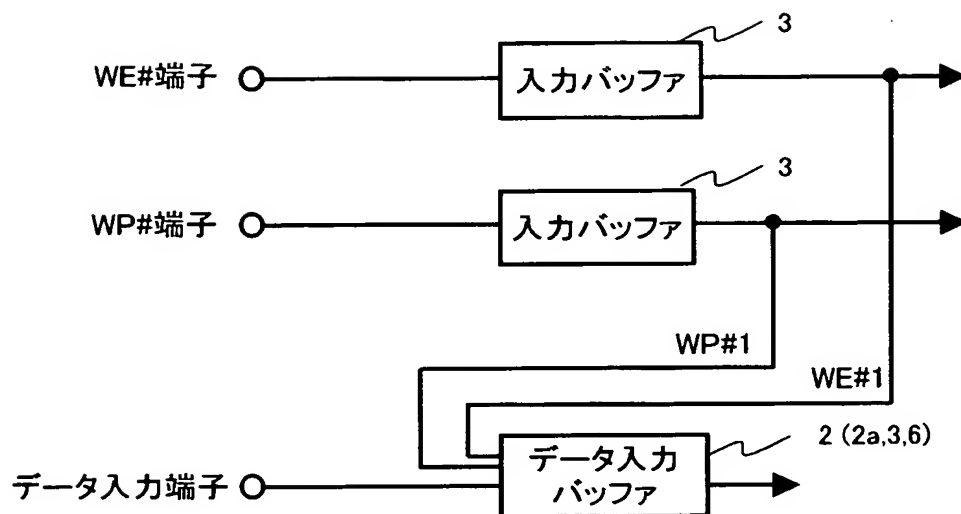 3
WE#端子
入力バッファ
3
WP#端子
入力バッファ
WP#1
WE#1
2 (2a,3,6)
データ入力端子
データ入力
バッファ